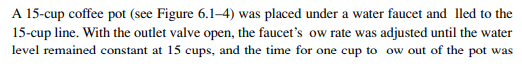 A 15-cup coffee pot (see Figure 6.1–4) was placed under a water faucet and  lled to the
15-cup line. With the outlet valve open, the faucet’s  ow rate was adjusted until the water
level remained constant at 15 cups, and the time for one cup to  ow out of the pot was